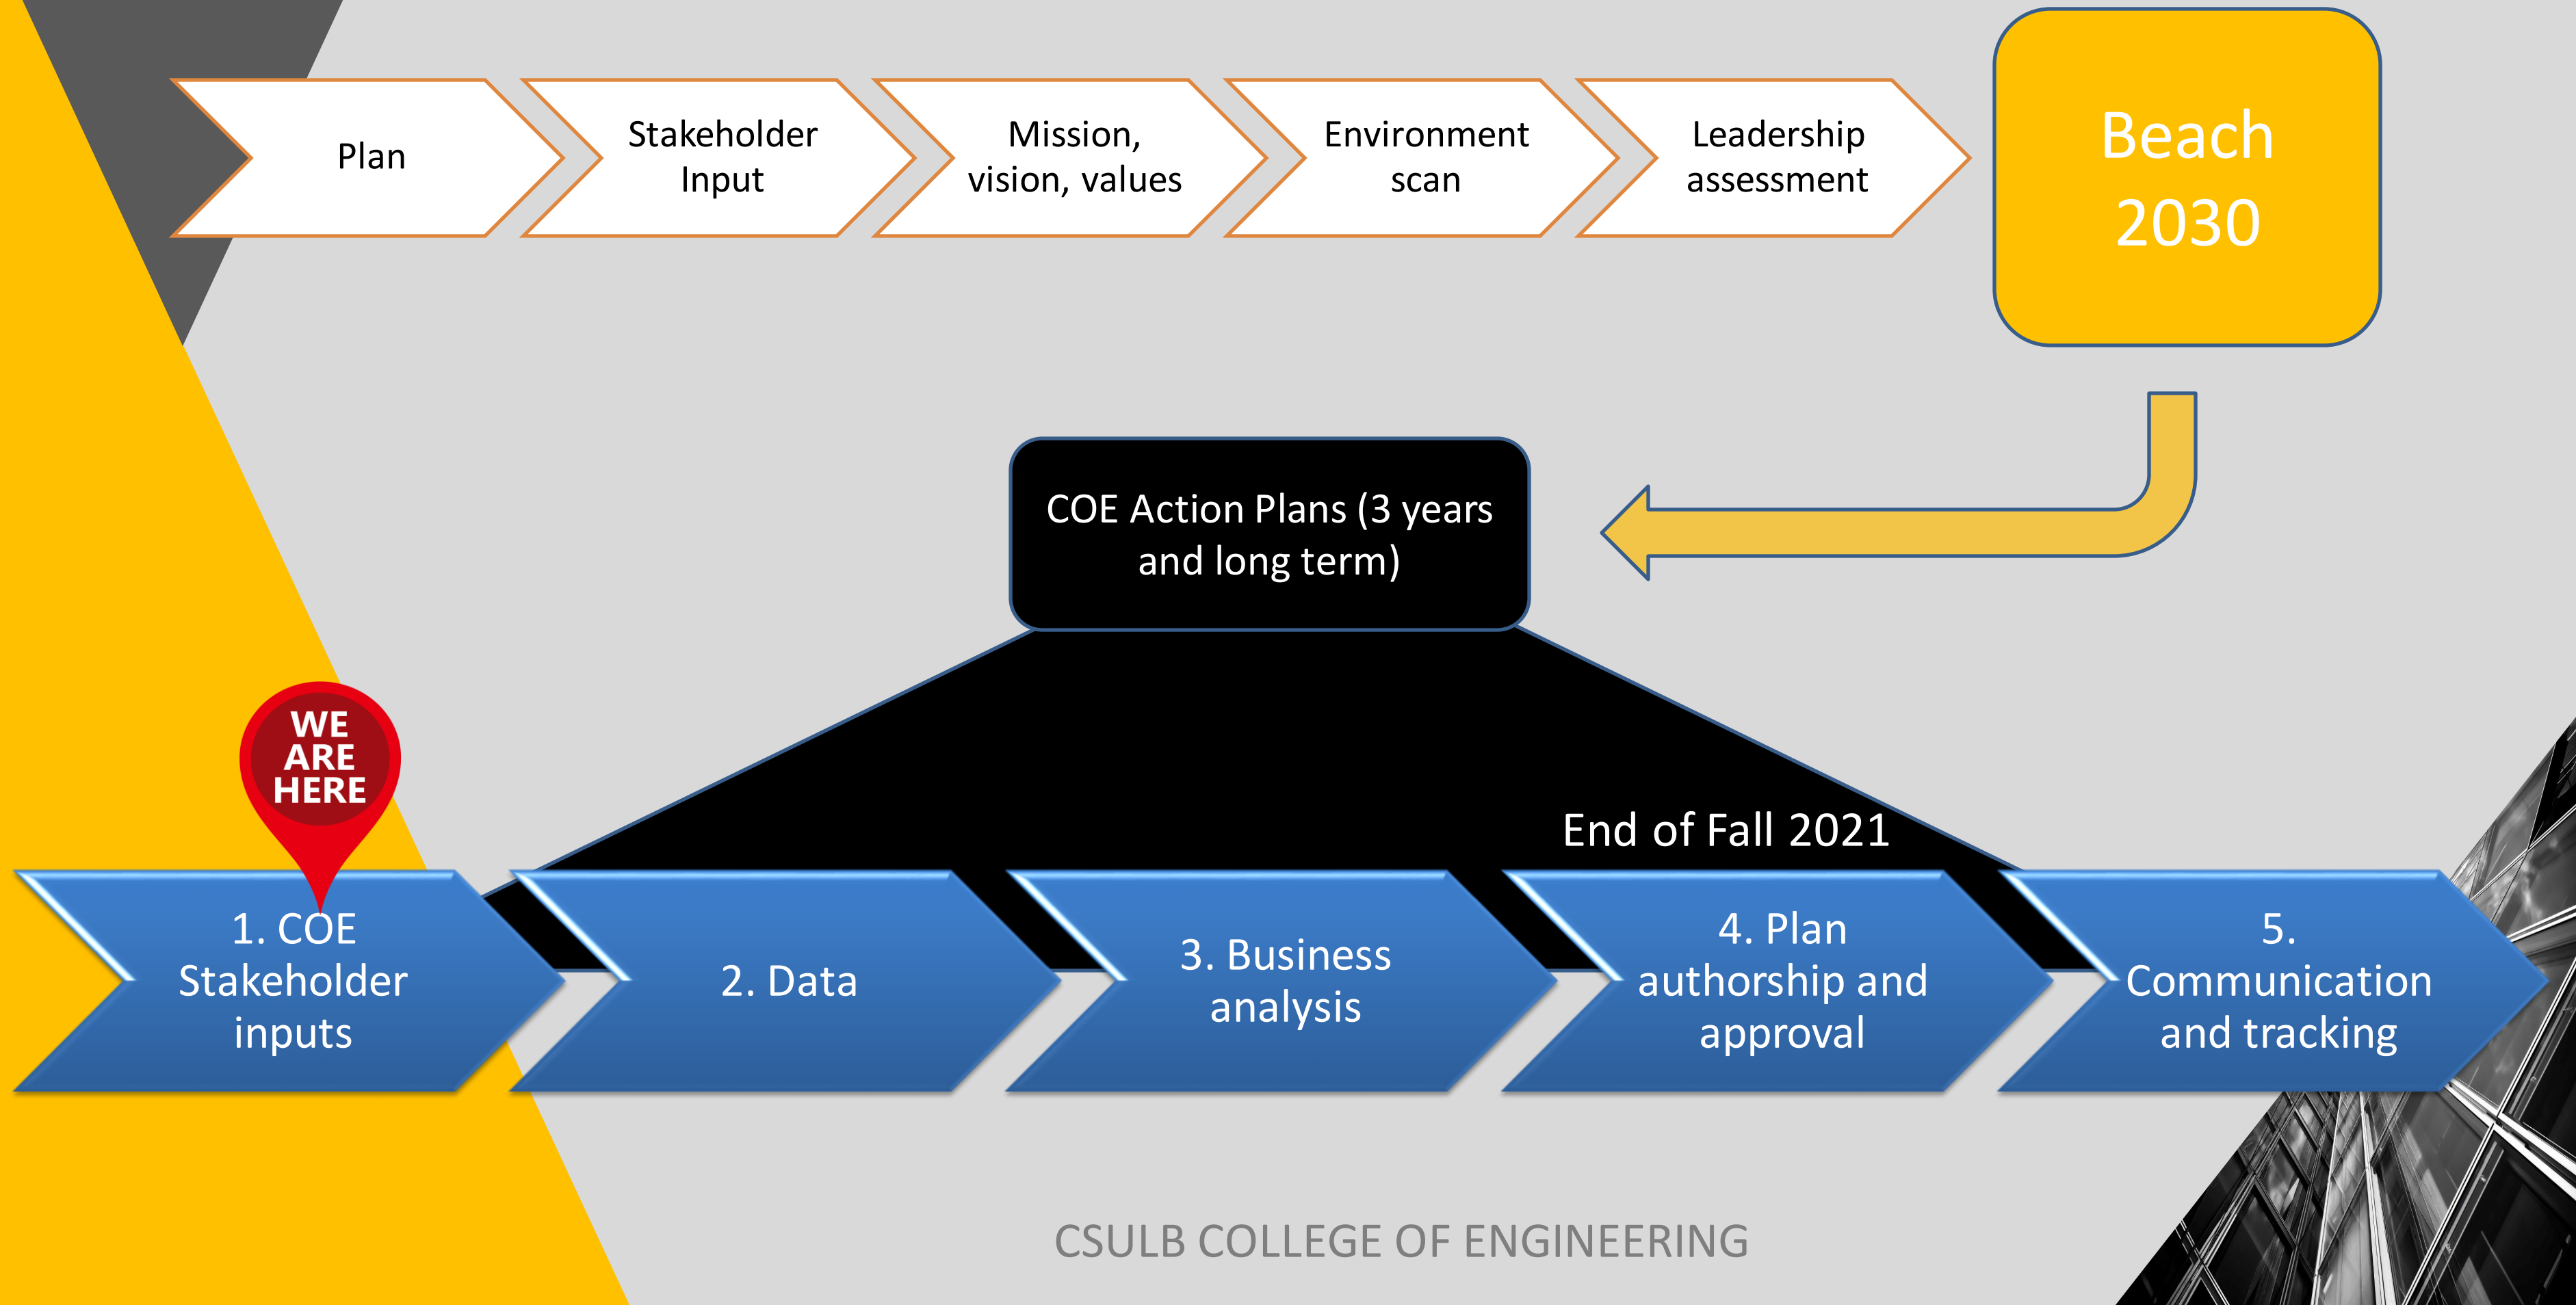 Plan
Stakeholder
Input
Mission,
vision, values
Environment
scan
Leadership
assessment
Beach
2030
COE Action Plans (3 years
and long term)
WE
ARE
HERE
End of Fall 2021
1. COE
Stakeholder
inputs
2. Data
3. Business
analysis
4. Plan
authorship and
approval
5.
Communication
and tracking
CSULB COLLEGE OF ENGINEERING